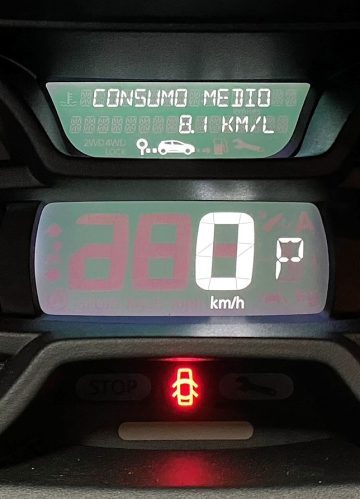 CONSUMO MEDIO
8.1 KM/L
2WD 4WD
LOCK
0 P
km/h
STOP